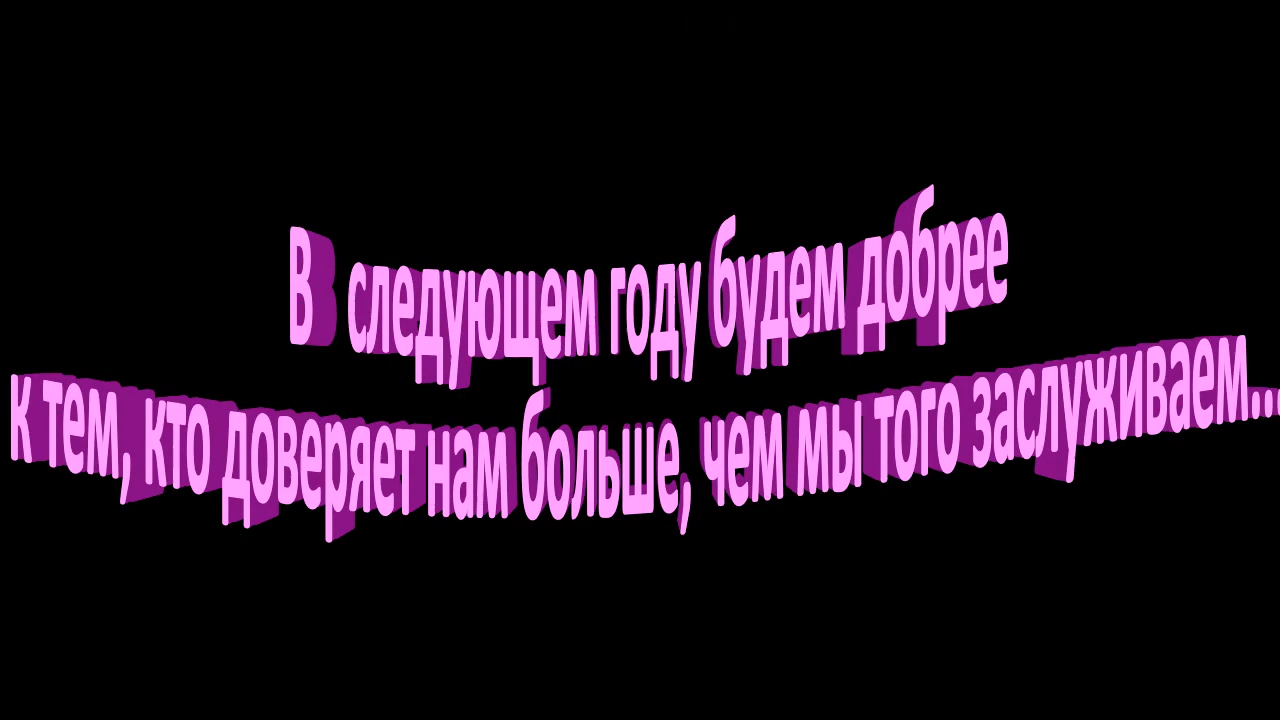 В следующем году будем добрее
к тем, кто доверяет нам больше, чем мы того заслуживаем...